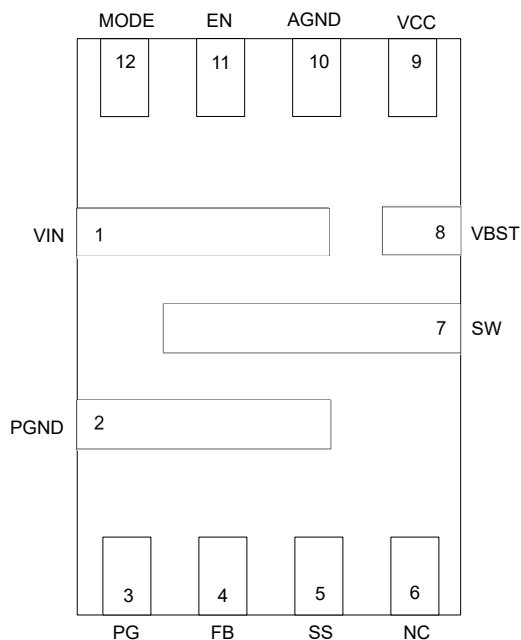 MODE EN AGND VCC
12 11 10 9
VIN 1 8 VBST
7 SW
PGND 2
3 4 5 6
PG FB SS NC